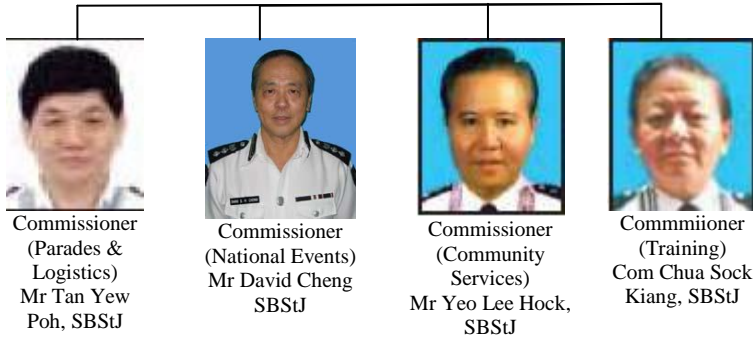 Commissioner
(Parades &
Logistics)
Mr Tan Yew
Poh, SBStJ
Commissioner
(National Events)
Mr David Cheng
SBStJ
Commissioner
(Community
Services)
Mr Yeo Lee Hock,
SBStJ
Commmiioner
(Training)
Com Chua Sock
Kiang, SBStJ